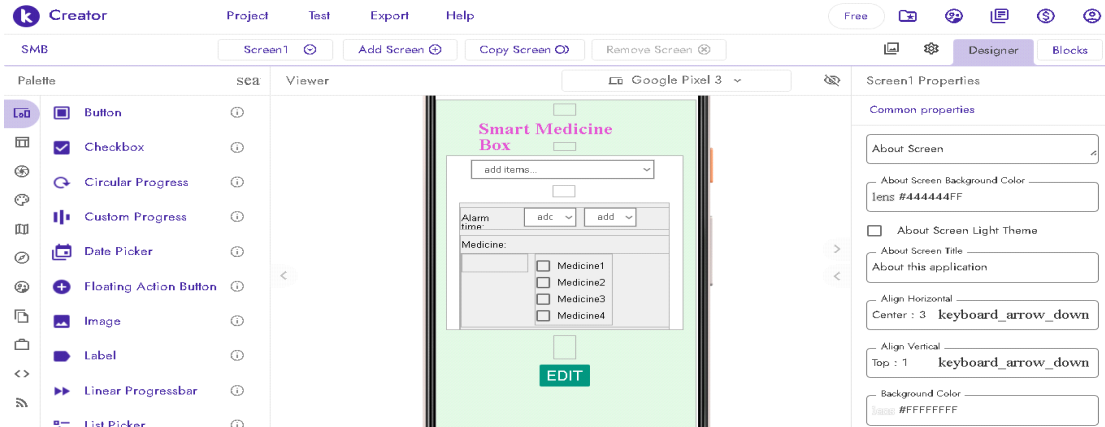 Creator
Project Test Export Help
Free
SMB
Screen1 Add Screen Copy Screen Remove Screen
Designer Blocks
Palette
sea
Viewer
Google Pixel 3
Screen1 Properties
Button
Checkbox
Circular Progress
Custom Progress
Date Picker
Floating Action Button
Image
Label
Linear Progressbar
List Picker
Smart Medicine
Box
add items...
Alarm
time:
adc
add
Medicine:
Medicine1
Medicine2
Medicine3
Medicine4
EDIT
Common properties
About Screen
About Screen Background Color
lens #444444FF
About Screen Light Theme
About Screen Title
About this application
Align Horizontal
Center : 3 keyboard_arrow_down
Align Vertical
Top : 1 keyboard_arrow_down
Background Color
lens #FFFFFFFF